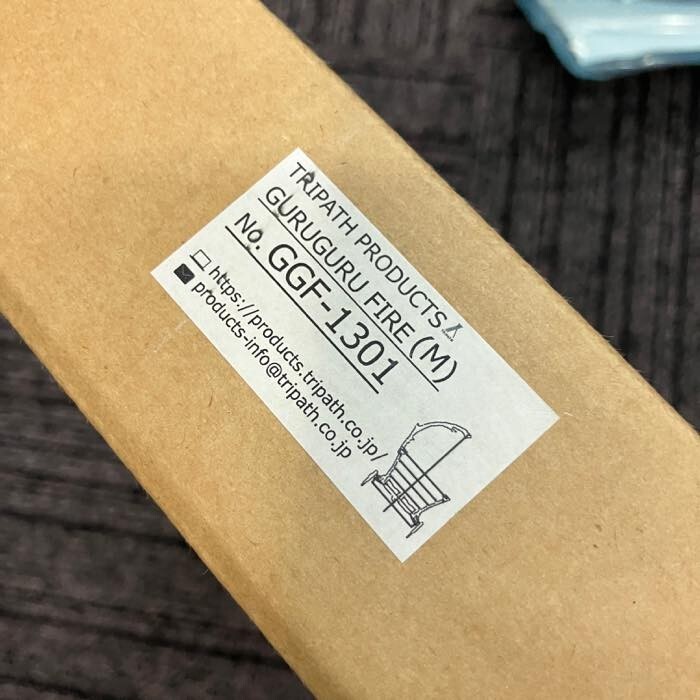 TRIPATH PRODUCTS
GURUGURU FIRE (M)
No. GGF-1301
https://products.tripath.co.jp/
products-info@tripath.co.jp